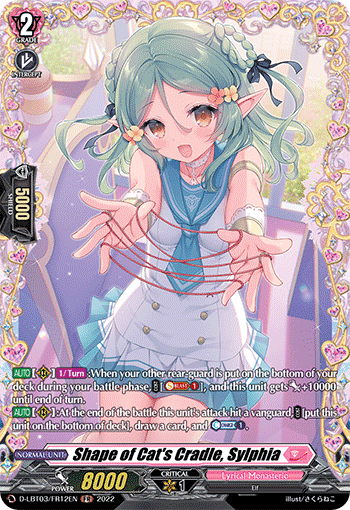 2
GRADE
INTERCEPT
5000
SHIELD
AUTO [RC] 1/Turn :When your other rear-guard is put on the bottom of your
deck during your battle phase, COST [SOUL BLAST 1], and this unit gets +10000
until end of turn.
AUTO [RC] :At the end of the battle this unit's attack hit a vanguard, COST [put this
unit on the bottom of deck], draw a card, and COUNTER CHARGE 1.
NORMAL UNIT
Shape of Cat's Cradle, Sylphia
POWER 8000
CRITICAL
1
Lyrical Monasterio
Elf
D-LBT03/FR12EN FR 2022
illust/さくらねこ